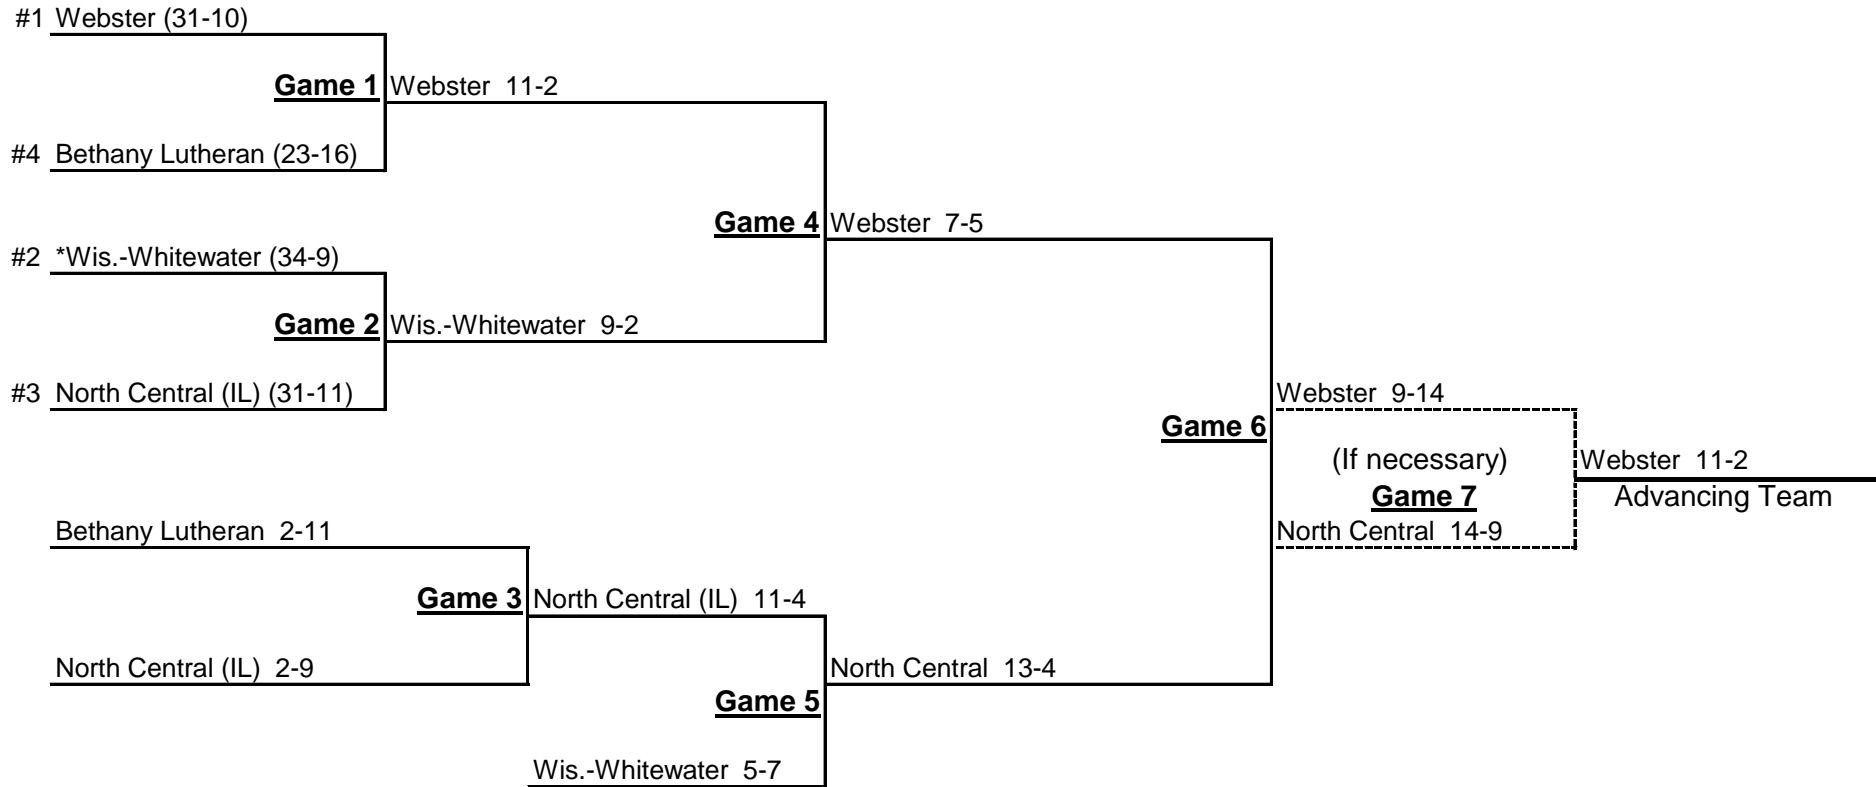 #1 Webster (31-10)
Game 1 Webster 11-2
#4 Bethany Lutheran (23-16)
Game 4 Webster 7-5
#2 *Wis.-Whitewater (34-9)
Game 2 Wis.-Whitewater 9-2
#3 North Central (IL) (31-11)
Webster 9-14
Game 6
(If necessary)
Webster 11-2
Game 7
Advancing Team
Bethany Lutheran 2-11
North Central 14-9
Game 3 North Central (IL) 11-4
North Central (IL) 2-9
North Central 13-4
Game 5
Wis.-Whitewater 5-7